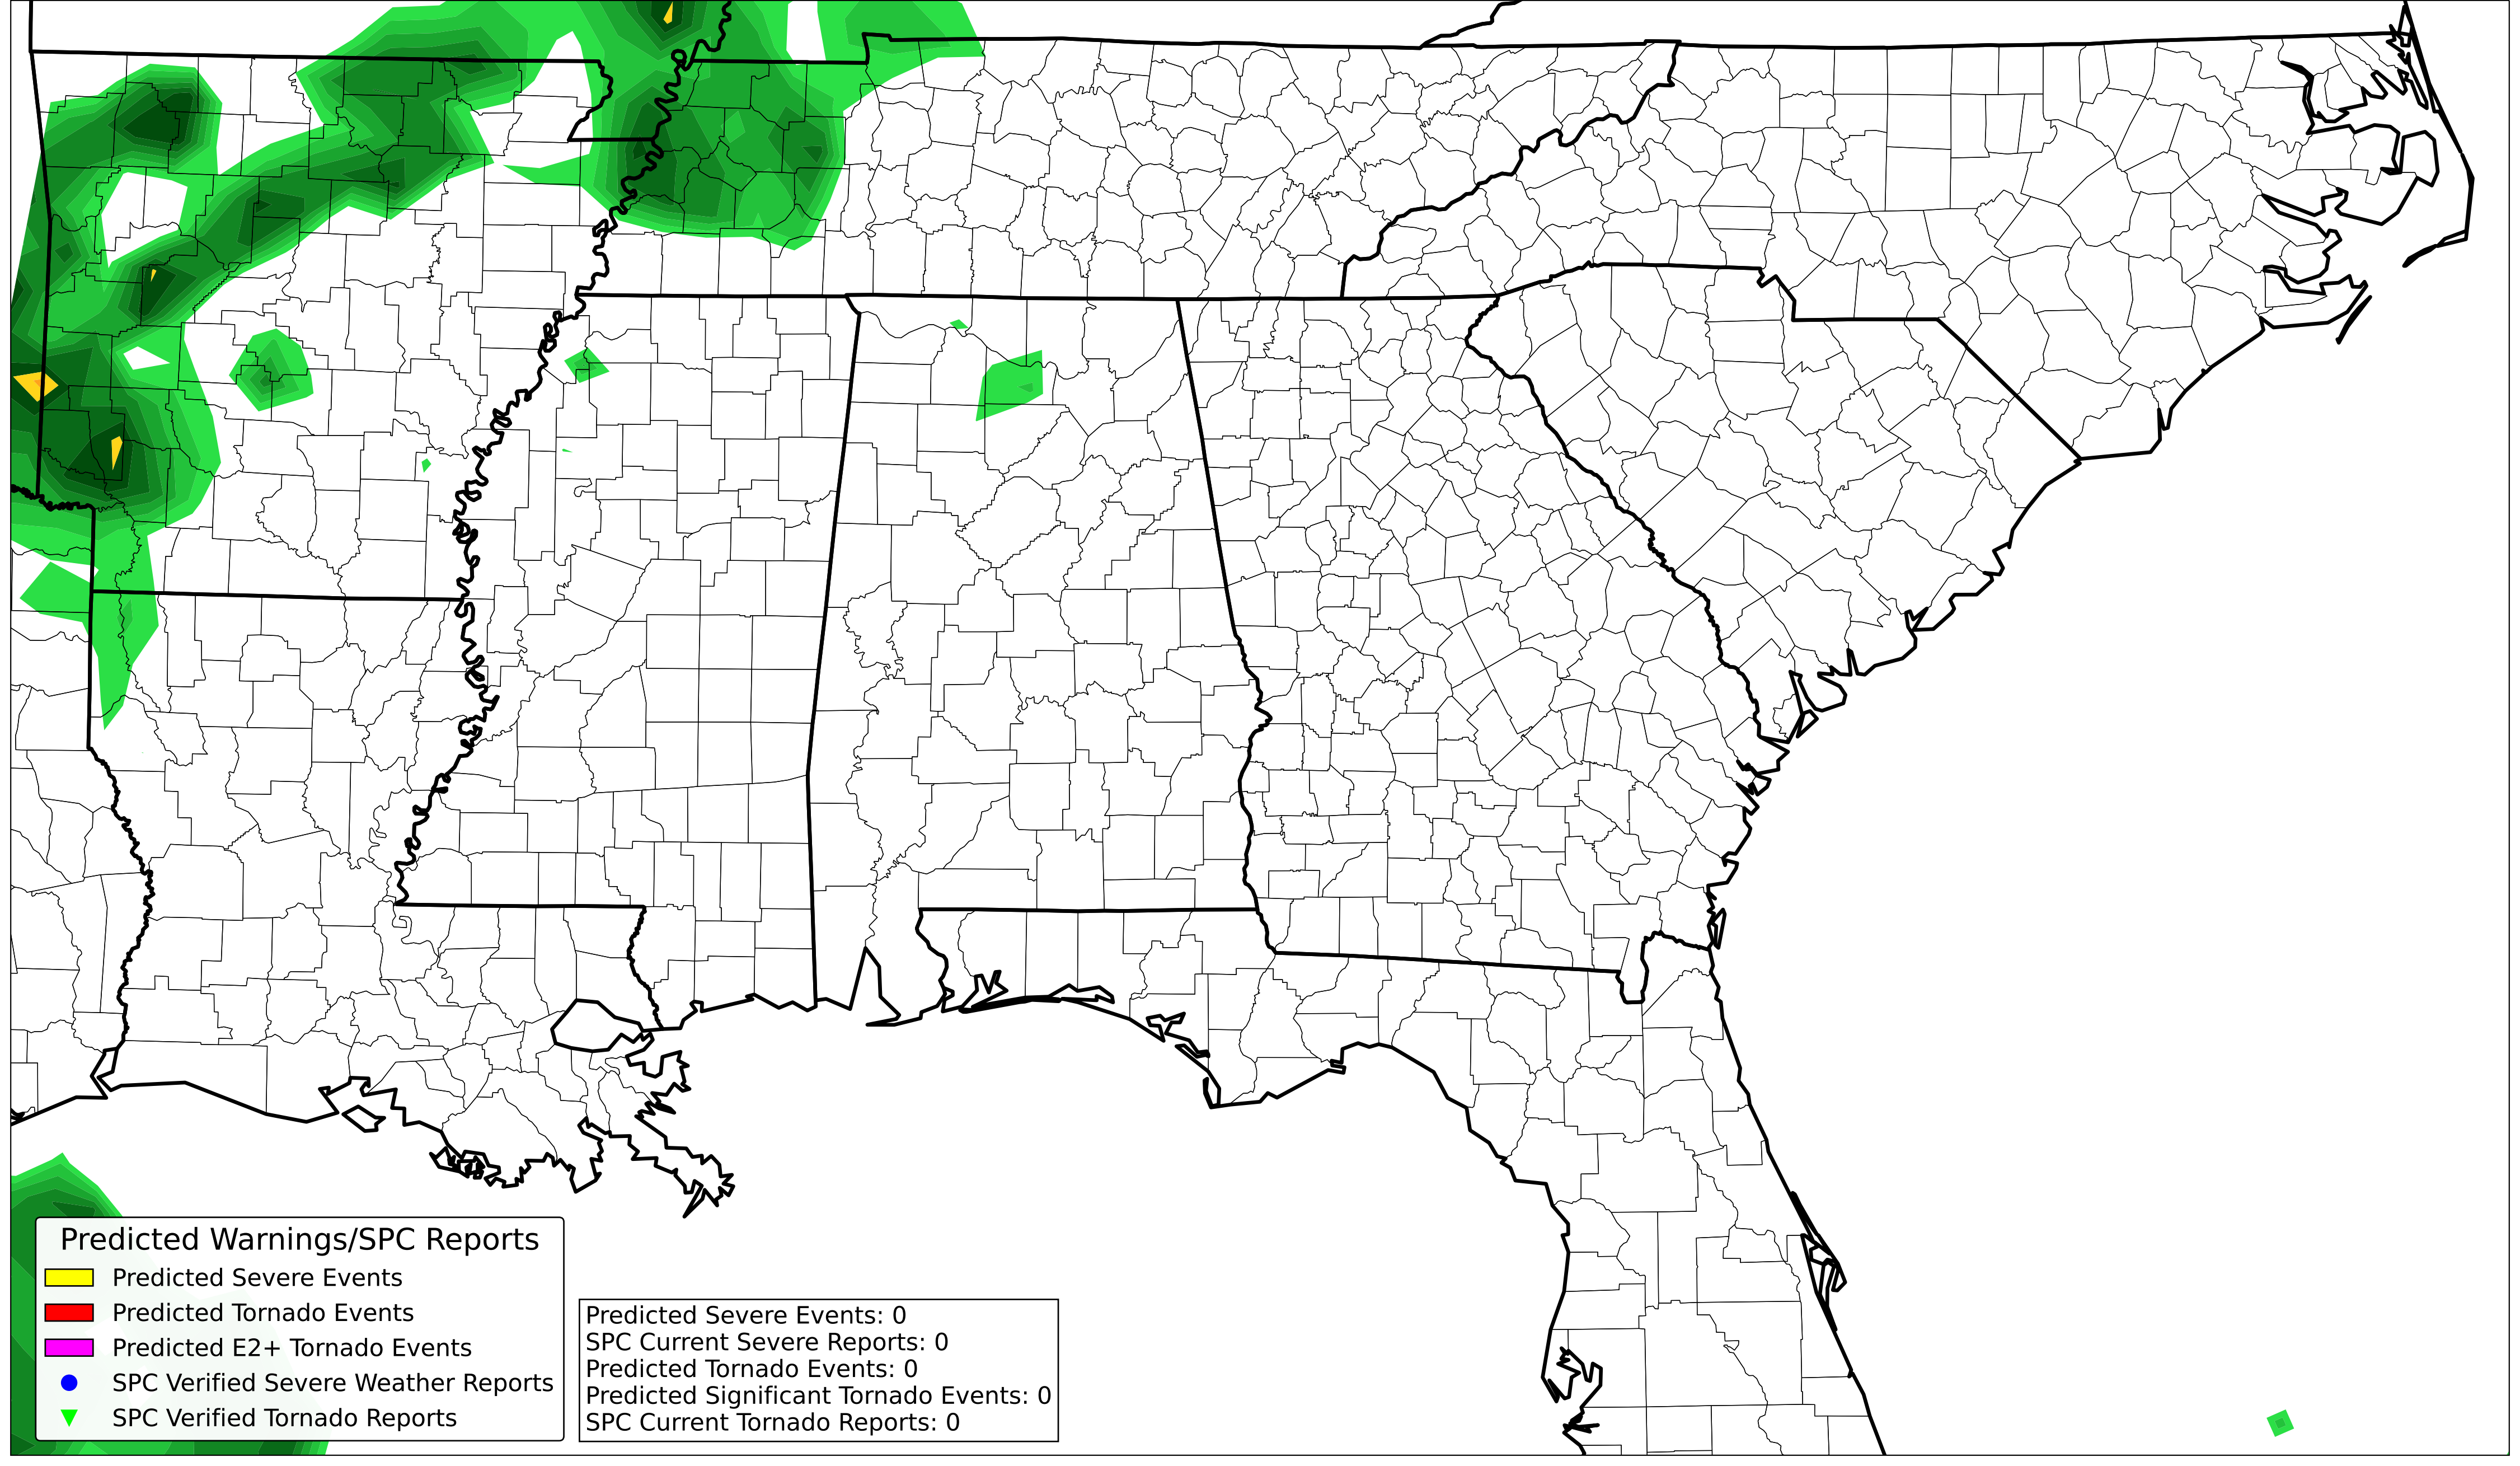 Predicted Warnings/SPC Reports
Predicted Severe Events
Predicted Tornado Events
Predicted E2+ Tornado Events
SPC Verified Severe Weather Reports
SPC Verified Tornado Reports
Predicted Severe Events: 0
SPC Current Severe Reports: 0
Predicted Tornado Events: 0
Predicted Significant Tornado Events: 0
SPC Current Tornado Reports: 0